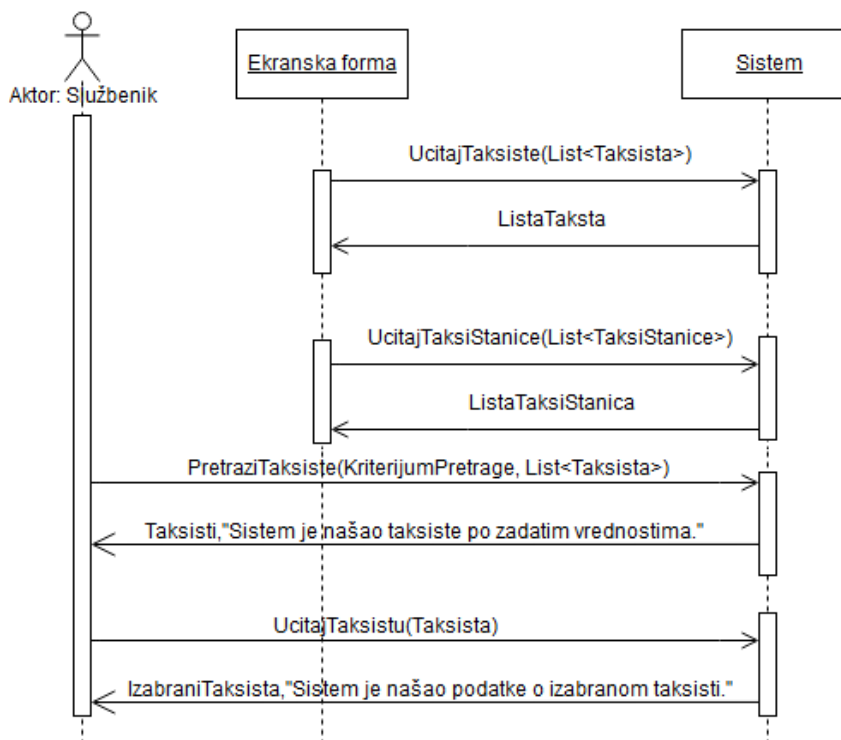 Ekranska forma
Sistem
Aktor: Službenik
UcitajTaksiste(List<Taksista>)
ListaTaksta
UcitajTaksiStanice(List<TaksiStanice>)
ListaTaksiStanica
PretraziTaksiste(KriterijumPretrage, List<Taksista>)
Taksisti,"Sistem je našao taksiste po zadatim vrednostima."
UcitajTaksistu(Taksista)
IzabraniTaksista,"Sistem je našao podatke o izabranom taksisti."